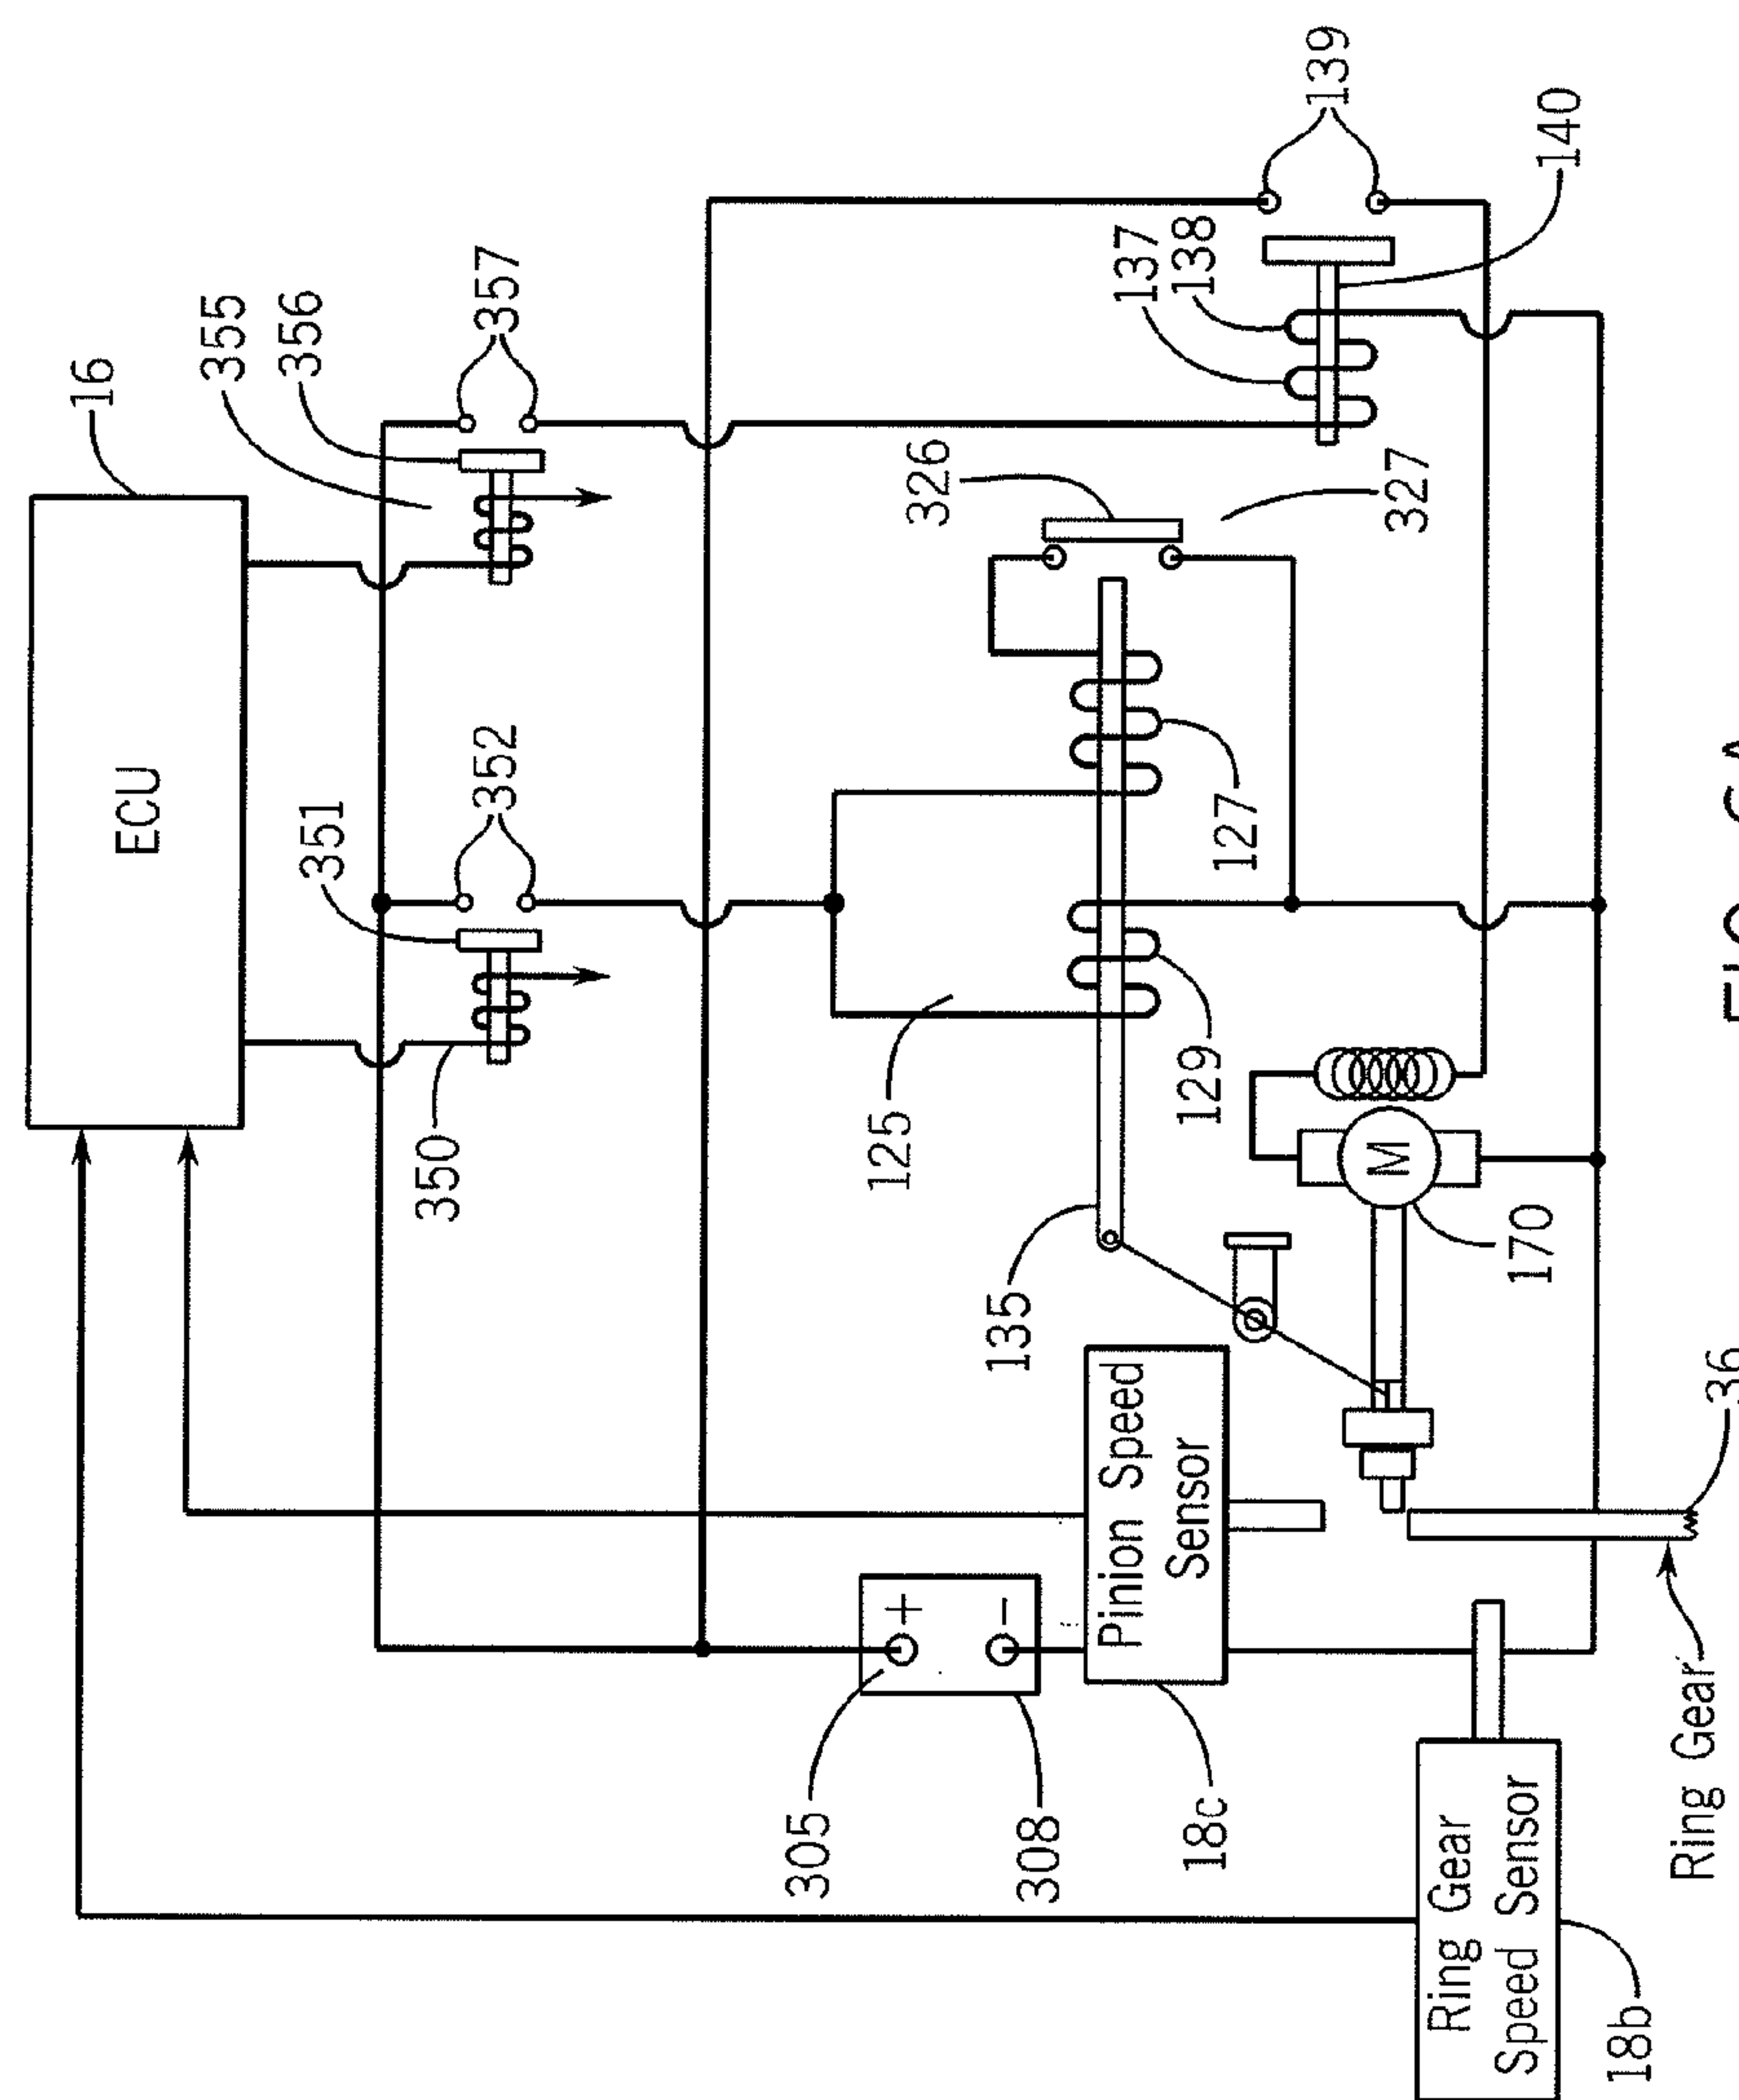 16
ECU
355
356
357
351
352
350
139
140
137
138
326
327
125
127
129
135
170
+
-
305
308
Pinion Speed
Sensor
18c
36
Ring Gear
Ring Gear
Speed Sensor
18b